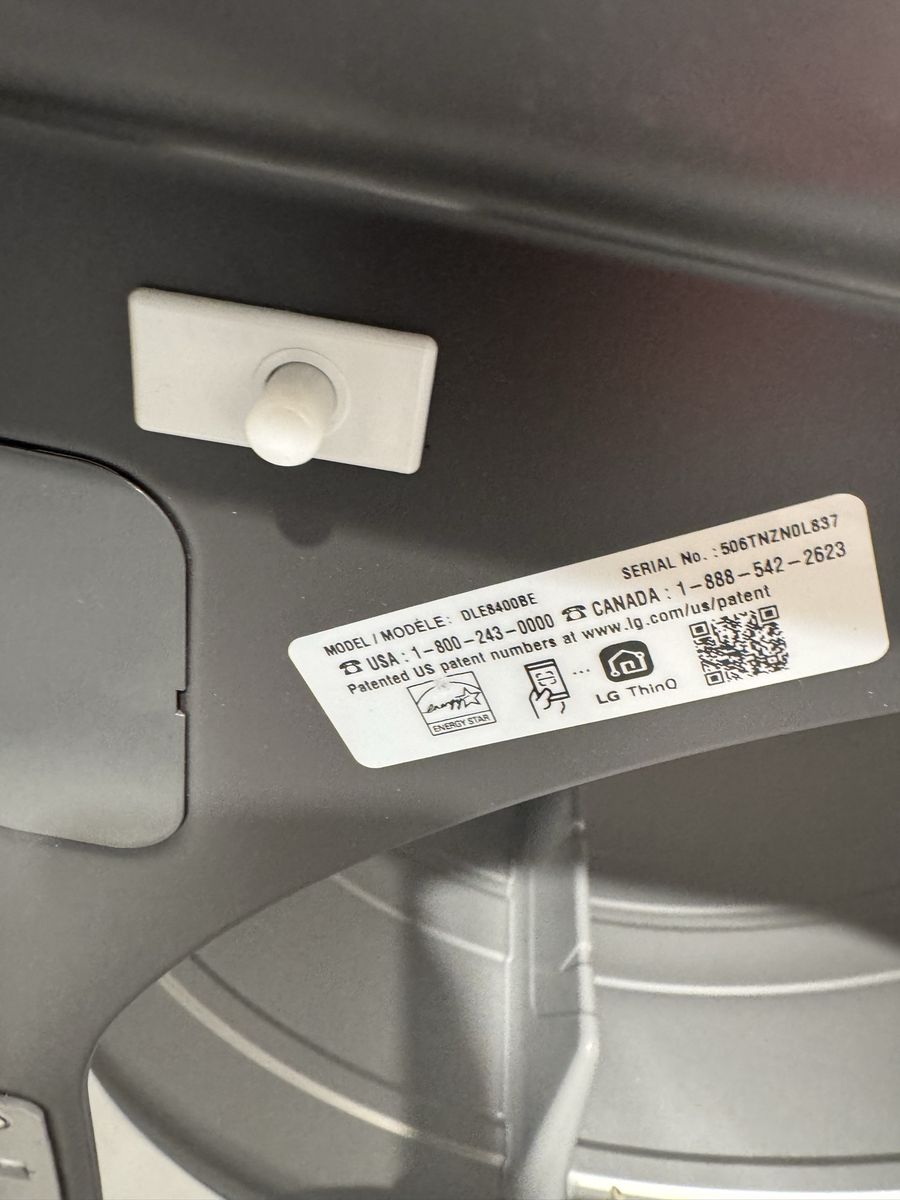 MODEL / MODÈLE: DLE8400BE SERIAL No. : 506TNZN0L837
☎ USA : 1-800-243-0000 ☎ CANADA : 1-888-542-2623
Patented US patent numbers at www.lg.com/us/patent
energy
ENERGY STAR
LG ThinQ